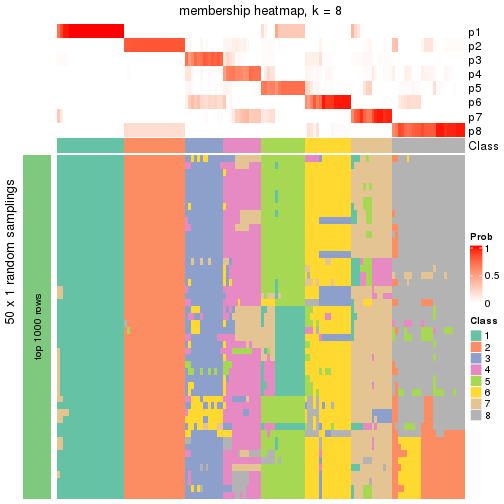 membership heatmap, k = 8
p1
p2
p3
p4
p5
p6
p7
p8
Class
50 x 1 random samplings
top 1000 rows
Prob
1
0.5
0
Class
1
2
3
4
5
6
7
8